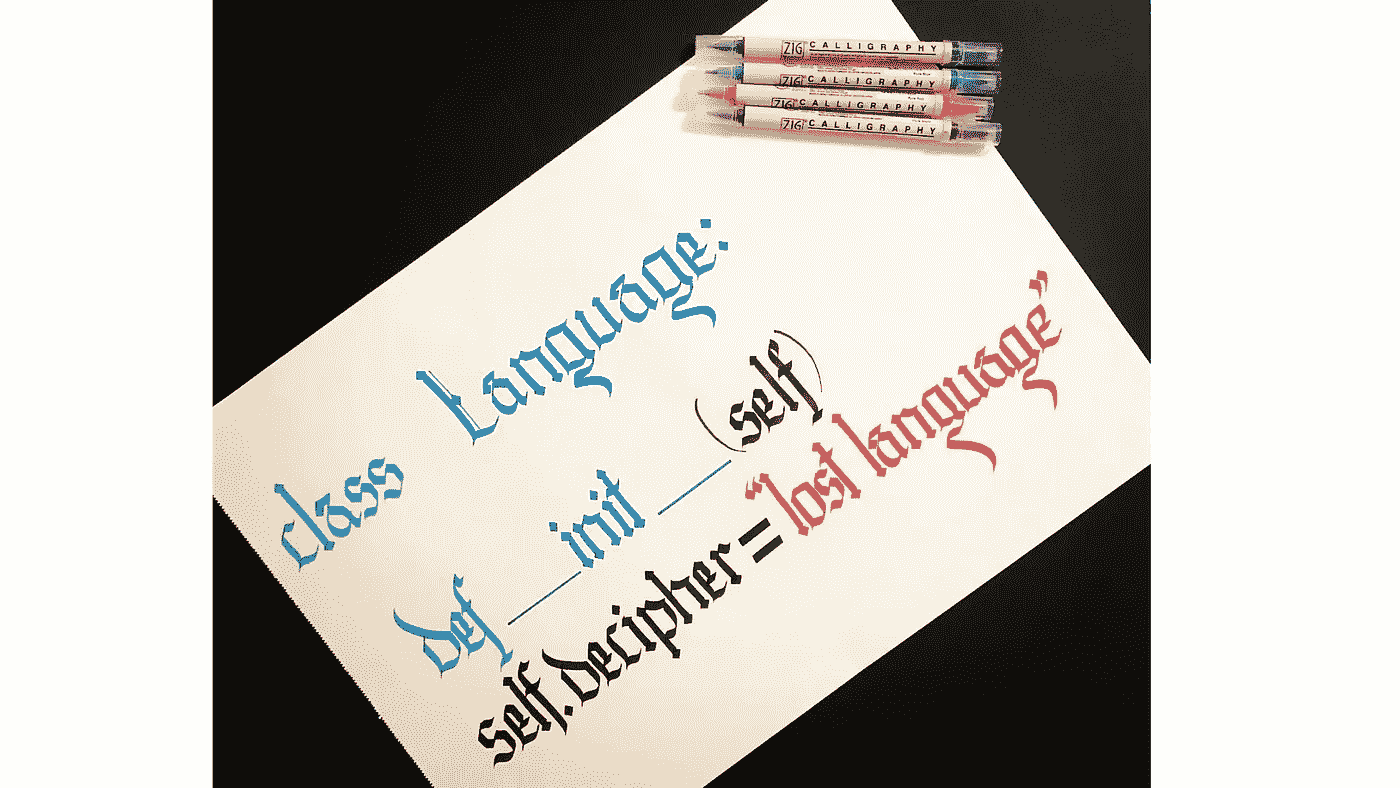 ZIG CALLIGRAPHY
ZIG CALLIGRAPHY
ZIG CALLIGRAPHY
ZIG CALLIGRAPHY
class Language:
def __init__(self)
self.decipher = "lost language"